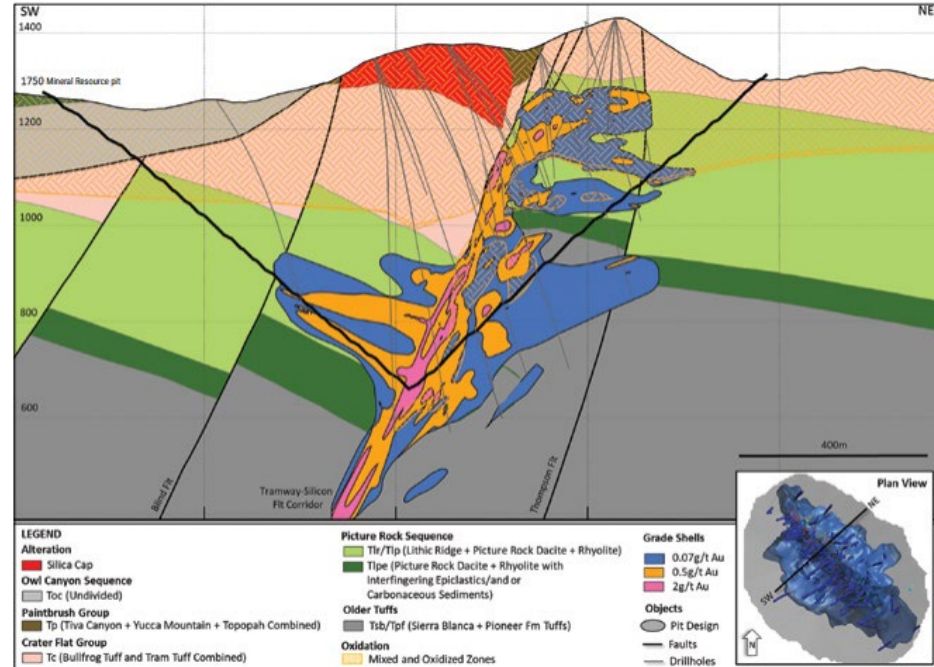 SW
NE
1400
1750 Mineral Resource pit
1200
1000
800
600
400m
Blind Flt
Tramway-Silicon
Flt Corridor
Thompson Flt
Plan View
NE
SW
N
LEGEND
Alteration
Silica Cap
Owl Canyon Sequence
Toc (Undivided)
Paintbrush Group
Tp (Tiva Canyon + Yucca Mountain + Topopah Combined)
Crater Flat Group
Tc (Bullfrog Tuff and Tram Tuff Combined)
Picture Rock Sequence
Tlr/Tlp (Lithic Ridge + Picture Rock Dacite + Rhyolite)
Tlpe (Picture Rock Dacite + Rhyolite with
Interfingering Epiclastics/and or
Carbonaceous Sediments)
Older Tuffs
Tsb/Tpf (Sierra Blanca + Pioneer Fm Tuffs)
Oxidation
Mixed and Oxidized Zones
Grade Shells
0.07g/t Au
0.5g/t Au
2g/t Au
Objects
Pit Design
Faults
Drillholes